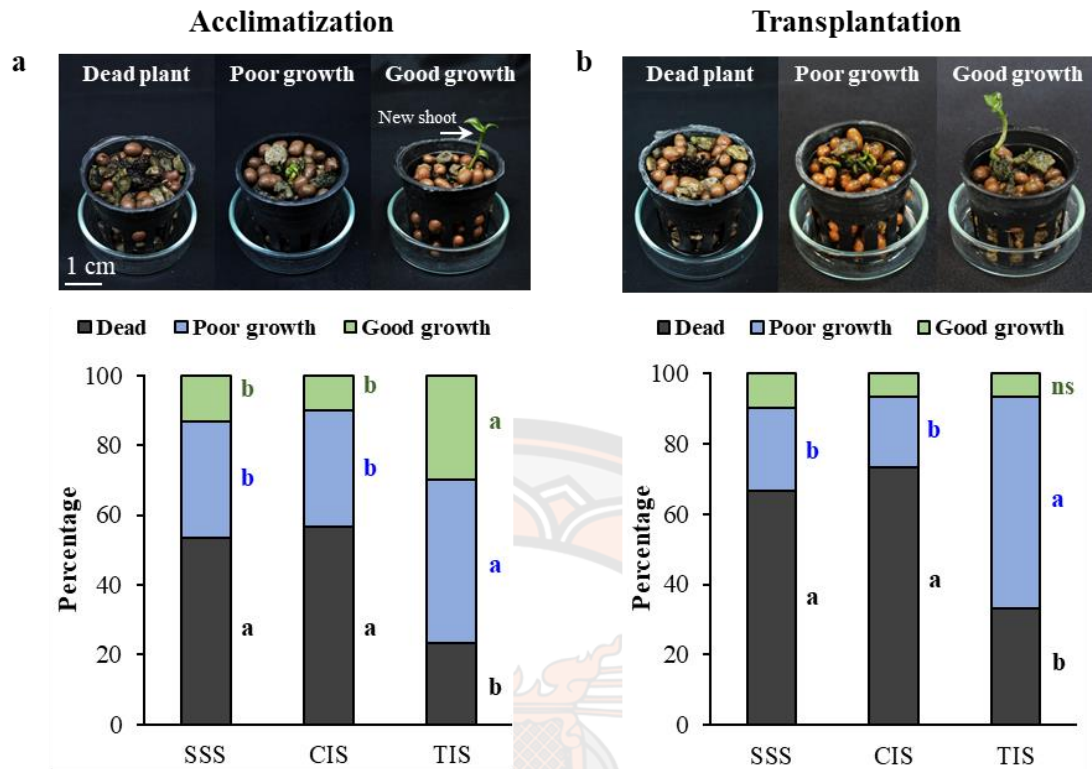 Acclimatization
a
Dead plant
Poor growth
Good growth
New shoot
1 cm
Dead Poor growth Good growth
Percentage
100
80
60
40
20
0
b
b
a
b
b
a
a
a
b
SSS CIS TIS
Transplantation
b
Dead plant
Poor growth
Good growth
Dead Poor growth Good growth
Percentage
100
80
60
40
20
0
ns
b
b
a
a
a
b
SSS CIS TIS